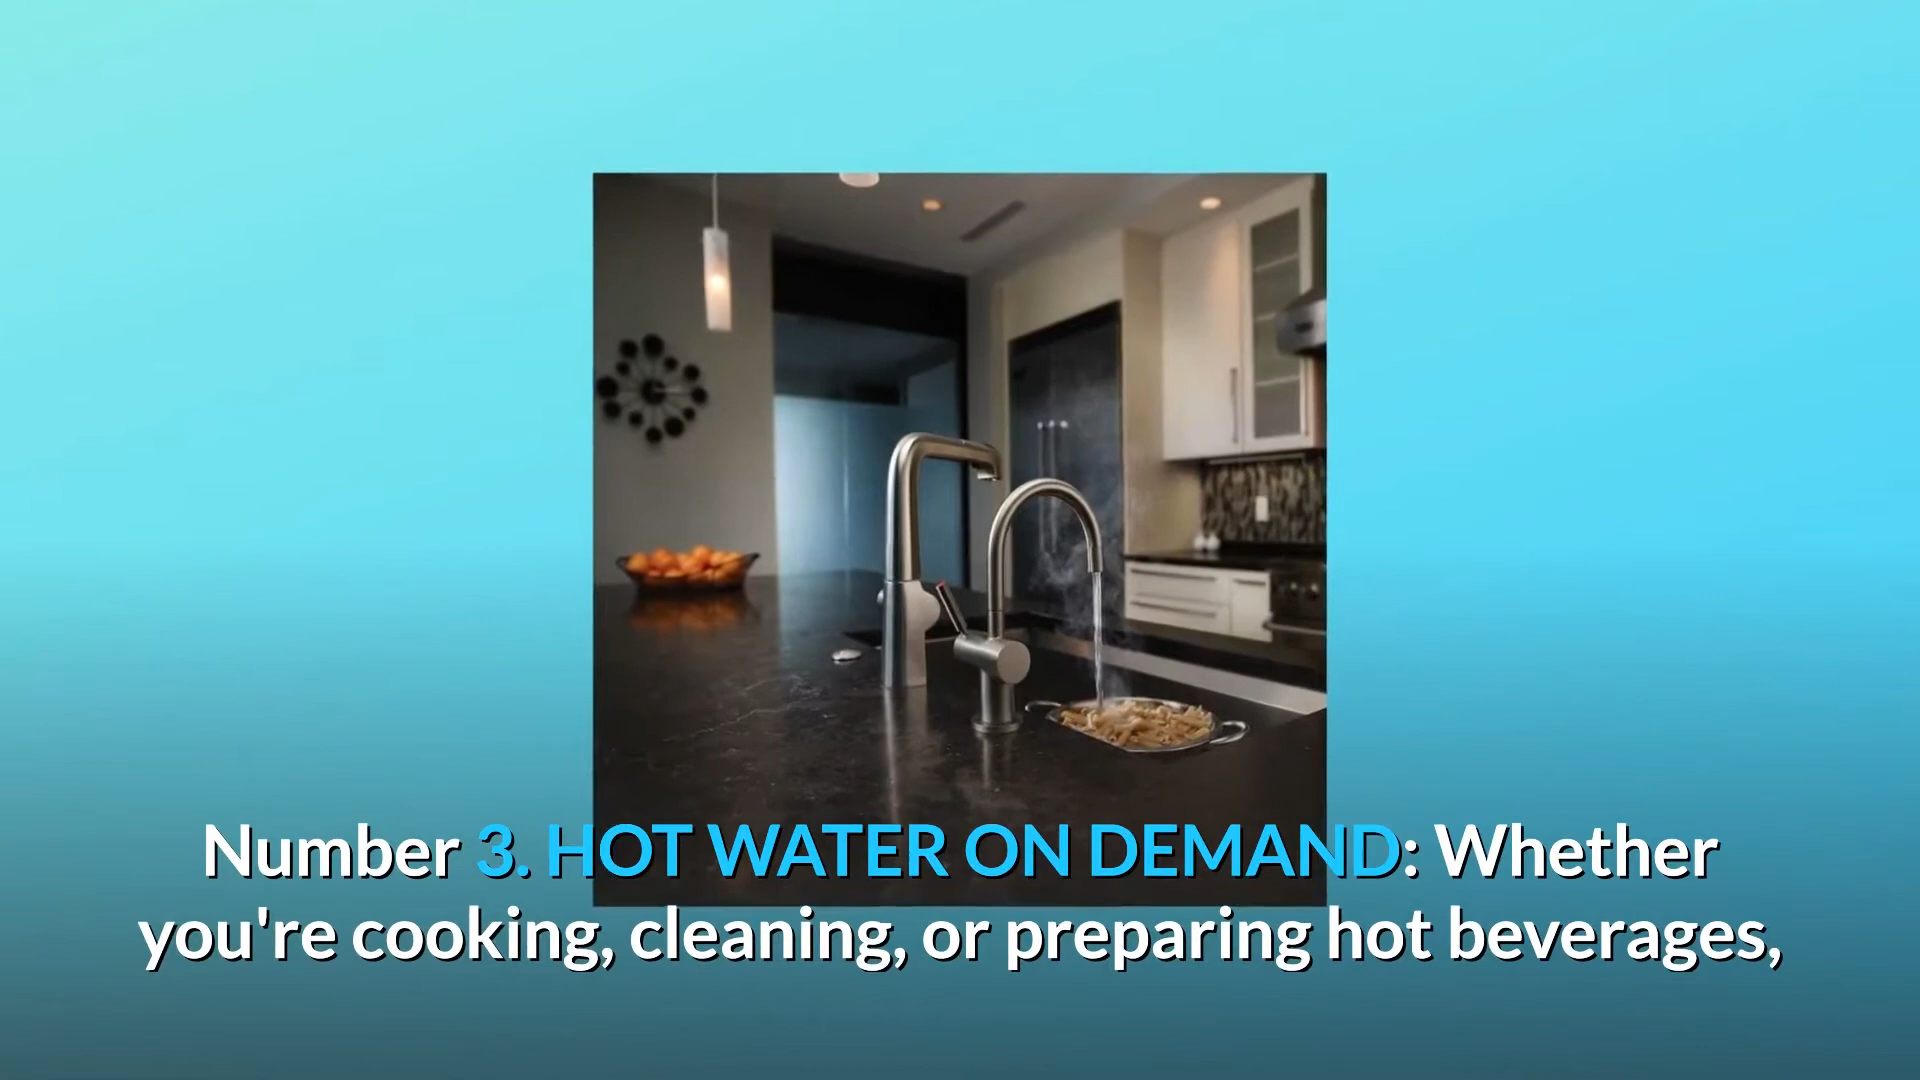 Number 3. HOT WATER ON DEMAND: Whether
you're cooking, cleaning, or preparing hot beverages,